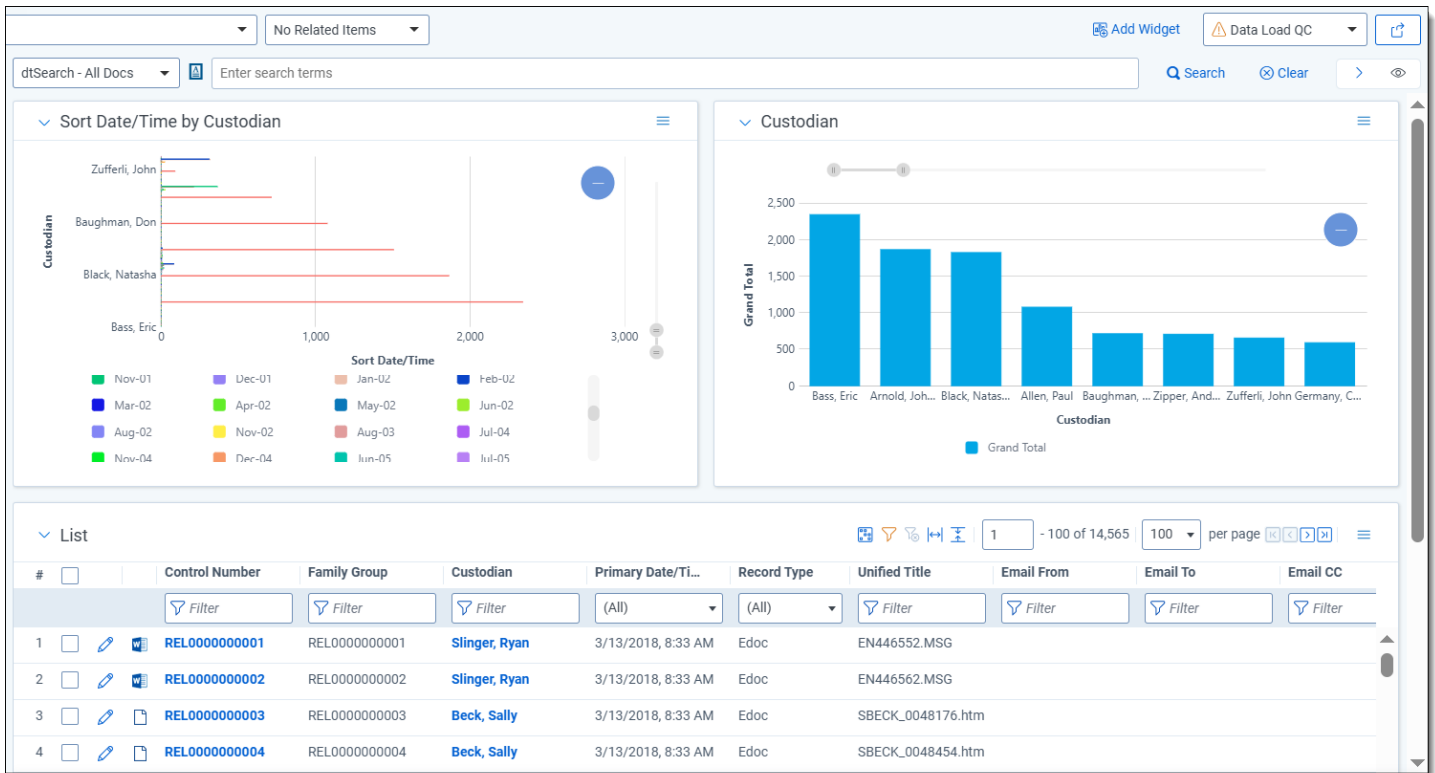 No Related Items
Add Widget
Data Load QC
dtSearch - All Docs
Enter search terms
Search
Clear
Sort Date/Time by Custodian
Custodian
Zufferli, John
Baughman, Don
Black, Natasha
Bass, Eric
Custodian
0 1,000 2,000 3,000
Sort Date/Time
Nov-01 Dec-01 Jan-02 Feb-02
Mar-02 Apr-02 May-02 Jun-02
Aug-02 Nov-02 Aug-03 Jul-04
Nov-04 Dec-04 Jun-05 Jul-05
2,500
2,000
1,500
1,000
500
0
Grand Total
Bass, Eric Arnold, Joh... Black, Natas... Allen, Paul Baughman, ... Zipper, And... Zufferli, John Germany, C...
Custodian
Grand Total
List
1 - 100 of 14,565 100 per page
# Control Number Family Group Custodian Primary Date/Ti... Record Type Unified Title Email From Email To Email CC
Filter Filter Filter (All) (All) Filter Filter Filter Filter
1 REL0000000001 REL0000000001 Slinger, Ryan 3/13/2018, 8:33 AM Edoc EN446552.MSG
2 REL0000000002 REL0000000002 Slinger, Ryan 3/13/2018, 8:33 AM Edoc EN446562.MSG
3 REL0000000003 REL0000000003 Beck, Sally 3/13/2018, 8:33 AM Edoc SBECK_0048176.htm
4 REL0000000004 REL0000000004 Beck, Sally 3/13/2018, 8:33 AM Edoc SBECK_0048454.htm